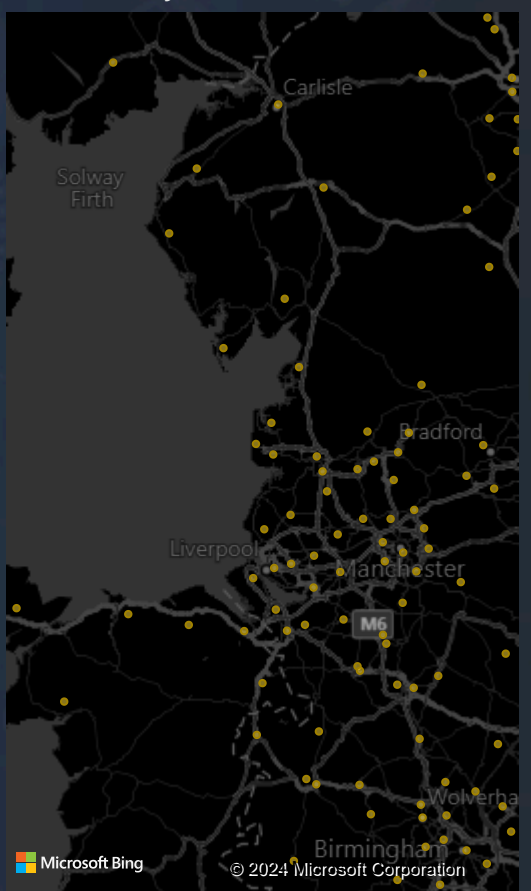 Carlisle
Solway
Firth
Bradford
Liverpool
Manchester
M6
Wolverha
Birmingham
Microsoft Bing
© 2024 Microsoft Corporation